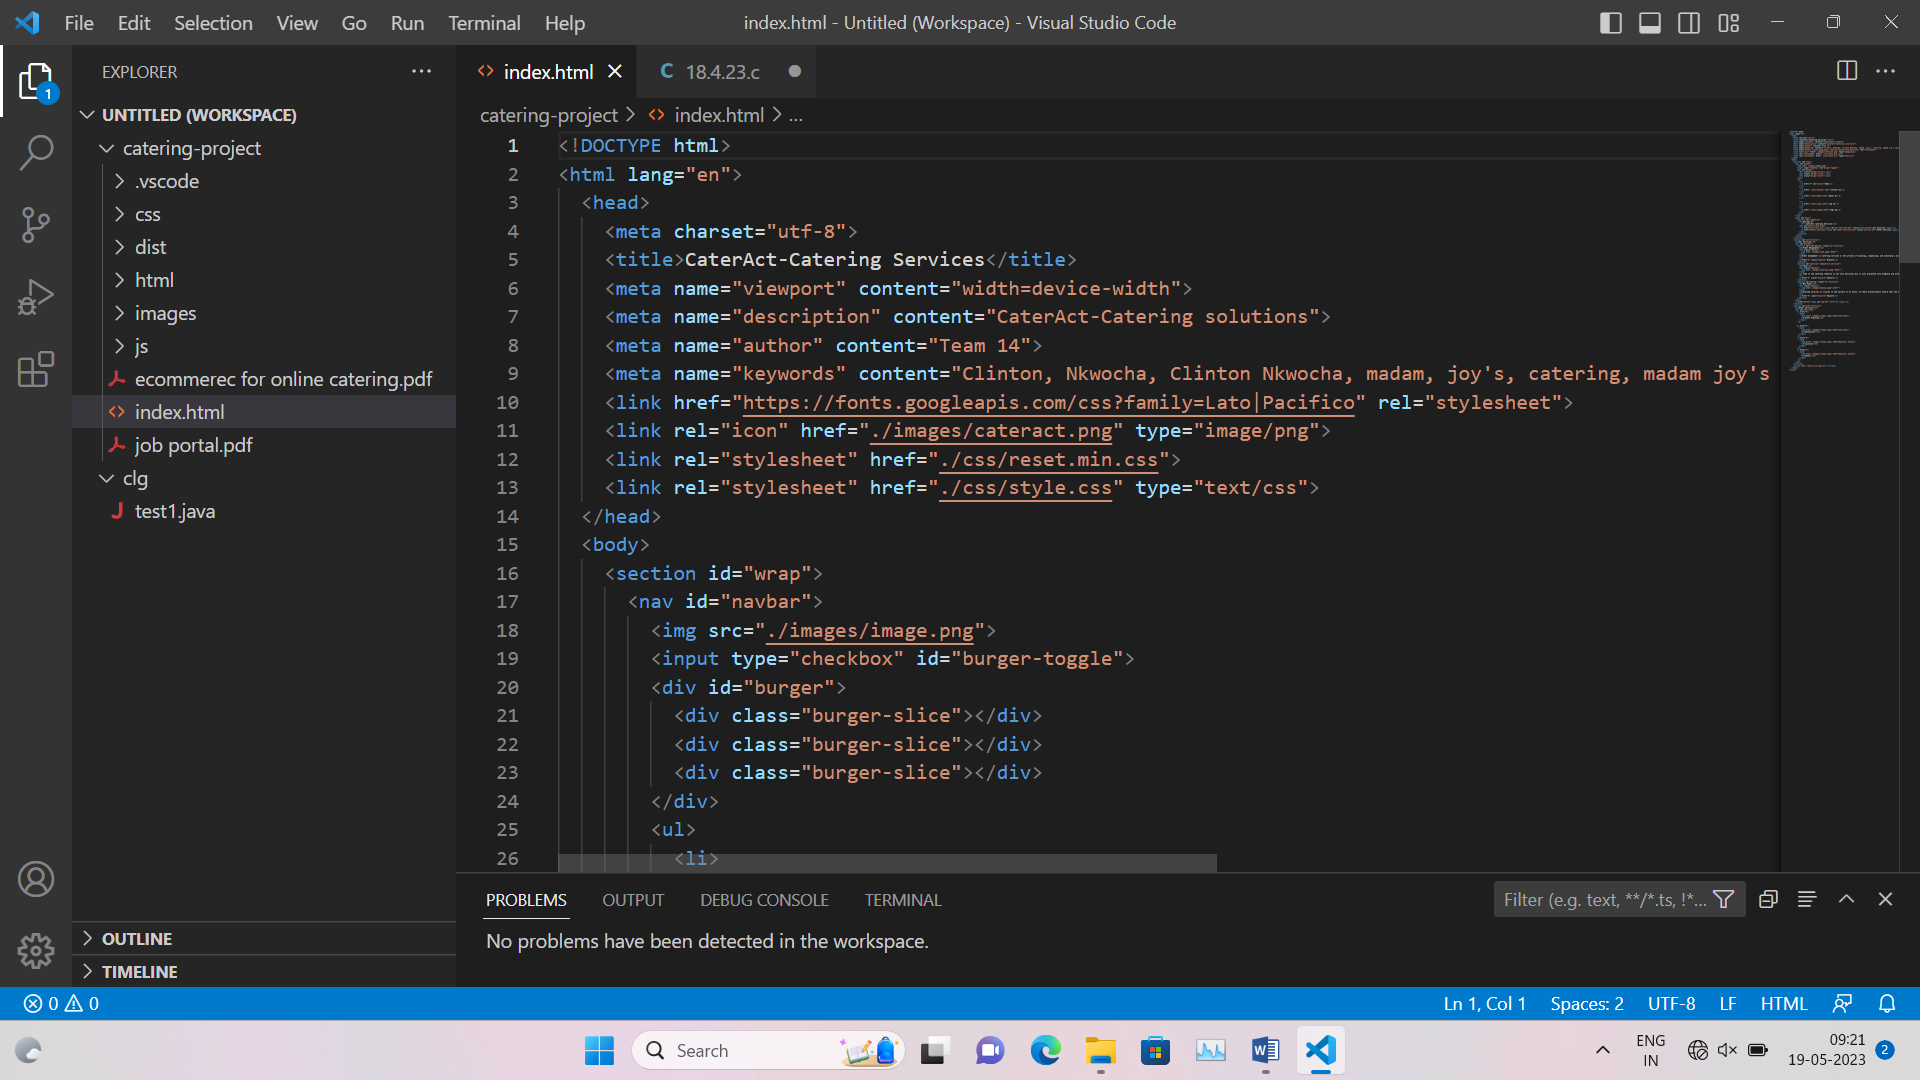 File Edit Selection View Go Run Terminal Help
index.html - Untitled (Workspace) - Visual Studio Code
EXPLORER
1
UNTITLED (WORKSPACE)
catering-project
.vscode
css
dist
html
images
js
ecommerec for online catering.pdf
index.html
job portal.pdf
clg
J test1.java
OUTLINE
TIMELINE
index.html
C 18.4.23.c
catering-project > index.html > ...
1 <!DOCTYPE html>
2 <html lang="en">
3 <head>
4 <meta charset="utf-8">
5 <title>CaterAct-Catering Services</title>
6 <meta name="viewport" content="width=device-width">
7 <meta name="description" content="CaterAct-Catering solutions">
8 <meta name="author" content="Team 14">
9 <meta name="keywords" content="Clinton, Nkwocha, Clinton Nkwocha, madam, joy's, catering, madam joy's
10 <link href="https://fonts.googleapis.com/css?family=Lato|Pacifico" rel="stylesheet">
11 <link rel="icon" href="./images/cateract.png" type="image/png">
12 <link rel="stylesheet" href="./css/reset.min.css">
13 <link rel="stylesheet" href="./css/style.css" type="text/css">
14 </head>
15 <body>
16 <section id="wrap">
17 <nav id="navbar">
18 <img src="./images/image.png">
19 <input type="checkbox" id="burger-toggle">
20 <div id="burger">
21 <div class="burger-slice"></div>
22 <div class="burger-slice"></div>
23 <div class="burger-slice"></div>
24 </div>
25 <ul>
26 <li>
PROBLEMS OUTPUT DEBUG CONSOLE TERMINAL
Filter (e.g. text, **/*.ts, !*...
No problems have been detected in the workspace.
0 0
Ln 1, Col 1 Spaces: 2 UTF-8 LF HTML
Search
ENG
IN
09:21
19-05-2023
2